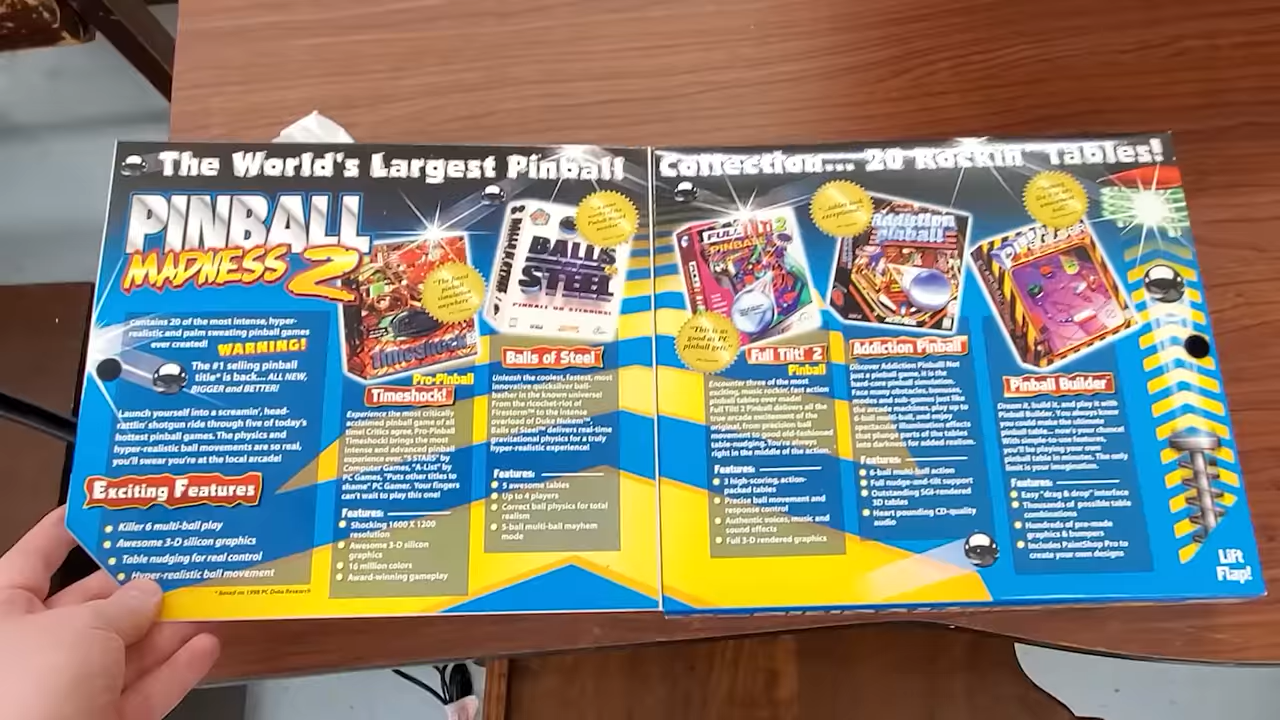 The World's Largest Pinball
Collection... 20 Rockin' Tables!
PINBALL
MADNESS 2
Contains 20 of the most intense, hyper-
realistic and palm sweating pinball games
ever created!
WARNING!
The #1 selling pinball
title* is back... ALL NEW,
BIGGER and BETTER!
Launch yourself into a screamin', head-
rattlin' shotgun ride through five of today's
hottest pinball games. The physics and
hyper-realistic ball movements are so real,
you'll swear you're at the local arcade!
Exciting Features
Killer 6 multi-ball play
Awesome 3-D silicon graphics
Table nudging for real control
Hyper-realistic ball movement
* Based on 1998 PC Data Research
"The finest
pinball
simulation
anywhere"
Timeshock!
Pro-Pinball
Timeshock!
Experience the most critically
acclaimed pinball game of all
time! Critics agree, Pro-Pinball
Timeshock! brings the most
intense and advanced pinball
experience ever. "5 STARS" by
Computer Games, "A-List" by
PC Games, "Puts other titles to
shame" PC Gamer. Your fingers
can't wait to play this one!
Features:
Shocking 1600 X 1200
resolution
Awesome 3-D silicon
graphics
16 million colors
Award-winning gameplay
BALLS
OF
STEEL
PINBALL OR NOTHING!
Balls of Steel™
Unleash the coolest, fastest, most
innovative quicksilver ball-
basher in the known universe!
From the ricochet-riot of
Firestorm™ to the intense
overload of Duke Nukem™,
Balls of Steel™ delivers real-time
gravitational physics for a truly
hyper-realistic experience!
Features:
5 awesome tables
Up to 4 players
Correct ball physics for total
realism
5-ball multi-ball mayhem
mode
FULL
PINBALL 2
"This is as
good as PC
pinball gets."
Full Tilt! 2
Pinball
Encounter three of the most
exciting, music rockin', fast action
pinball tables ever made!
Full Tilt! 2 Pinball delivers all the
true arcade excitement of the
original, from precision ball
movement to good old-fashioned
table-nudging. You're always
right in the middle of the action.
Features:
3 high-scoring, action-
packed tables
Precise ball movement and
response control
Authentic voices, music and
sound effects
Full 3-D rendered graphics
Addiction
pinball
Addiction Pinball
Discover Addiction Pinball! Not
just a pinball game, it is the
hard-core pinball simulation.
Face many obstacles, bonuses,
modes and sub-games just like
the arcade machines, play up to
6-ball multi-ball, and enjoy
spectacular illumination effects
that plunge parts of the tables
into darkness for added realism.
Features:
6-ball multi-ball action
Full nudge-and-tilt support
Outstanding SGI-rendered
3D tables
Heart pounding CD-quality
audio
Pinball Builder
Dream it, build it, and play it with
Pinball Builder. You always knew
you could make the ultimate
pinball table... now's your chance!
With simple-to-use features,
you'll be playing your own
pinball table in minutes. The only
limit is your imagination.
Features:
Easy "drag & drop" interface
Thousands of possible table
combinations
Hundreds of pre-made
graphics & bumpers
Includes PaintShop Pro to
create your own designs
Lift
Flap!